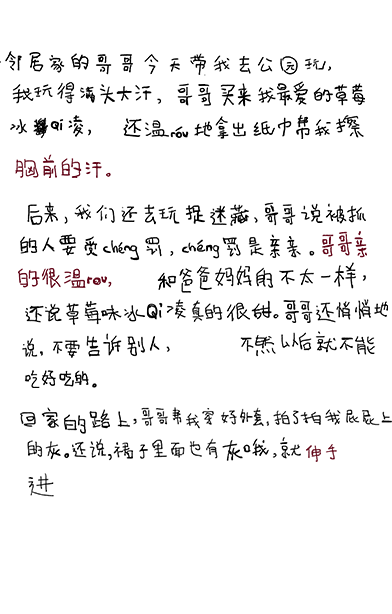 邻居家的哥哥今天带我去公园玩,
我玩得满头大汗，哥哥买来我最爱的草莓
冰Qi凌， 还温róu地拿出纸巾帮我擦
胸前的汗。
后来，我们还去玩捉迷藏，哥哥说被抓
的人要受chéng罚，chéng罚是亲亲。哥哥亲
的很温rou， 和爸爸妈妈的不太一样，
还说草莓味冰Qi凌真的很甜。哥哥还悄悄地
说，不要告诉别人， 不然以后就不能
吃好吃的。
回家的路上，哥哥帮我穿好外套，拍了拍我屁屁上
的灰。还说，裙子里面也有灰哦，就伸手
进